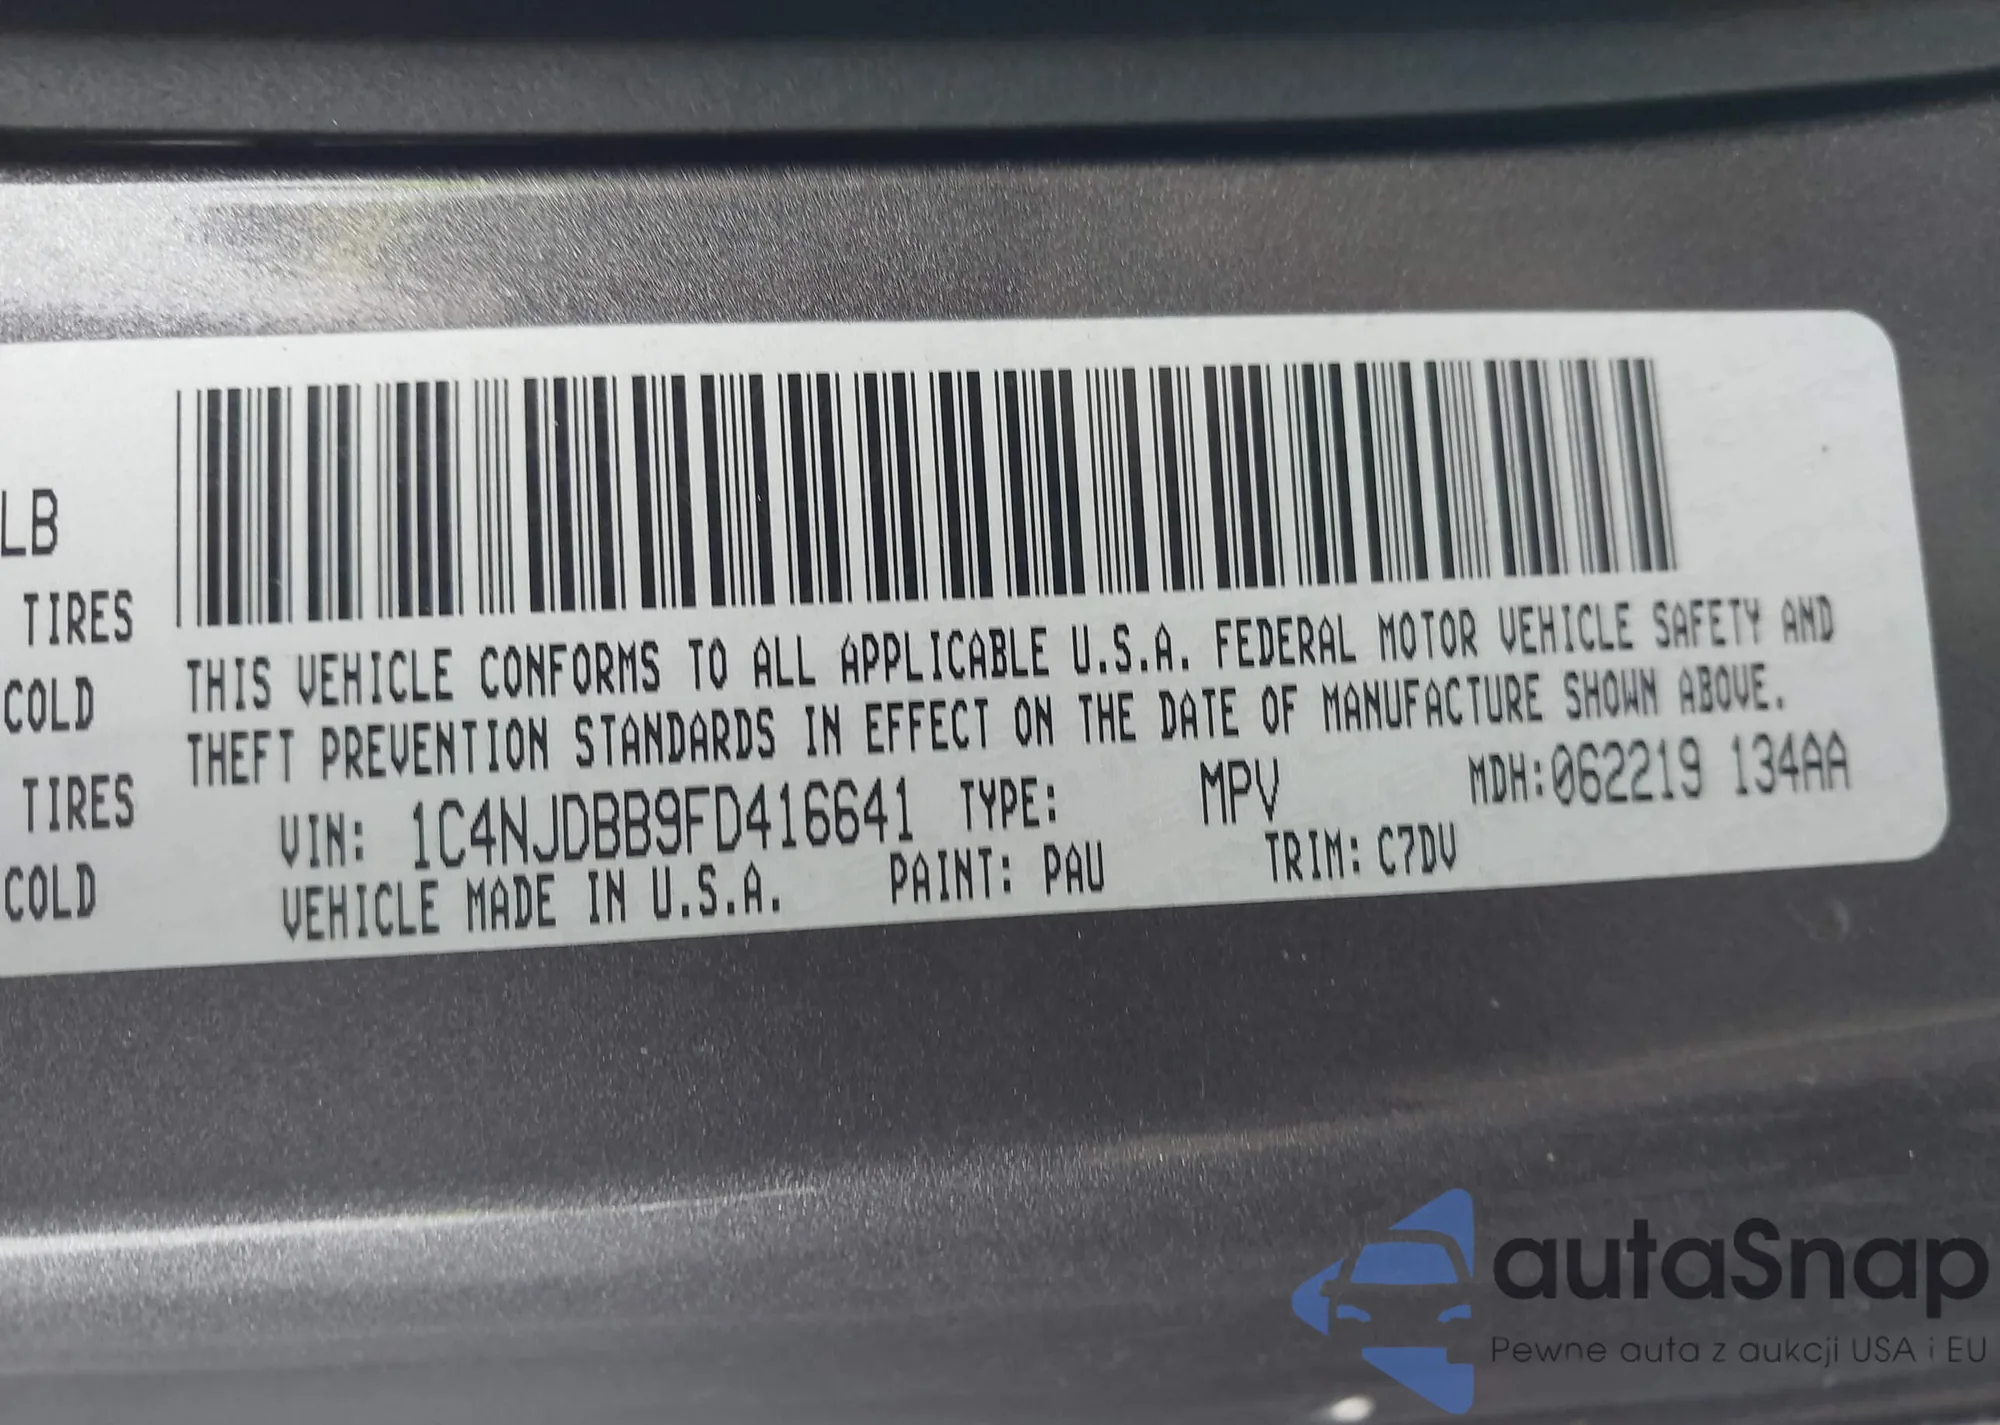 LB
TIRES
COLD
TIRES
COLD
THIS VEHICLE CONFORMS TO ALL APPLICABLE U.S.A. FEDERAL MOTOR VEHICLE SAFETY AND
THEFT PREVENTION STANDARDS IN EFFECT ON THE DATE OF MANUFACTURE SHOWN ABOVE.
VIN: 1C4NJDBB9FD416641 TYPE: MPV MDH:062219 134AA
VEHICLE MADE IN U.S.A. PAINT: PAU TRIM: C7DV
autaSnap
Pewne auta z aukcji USA i EU